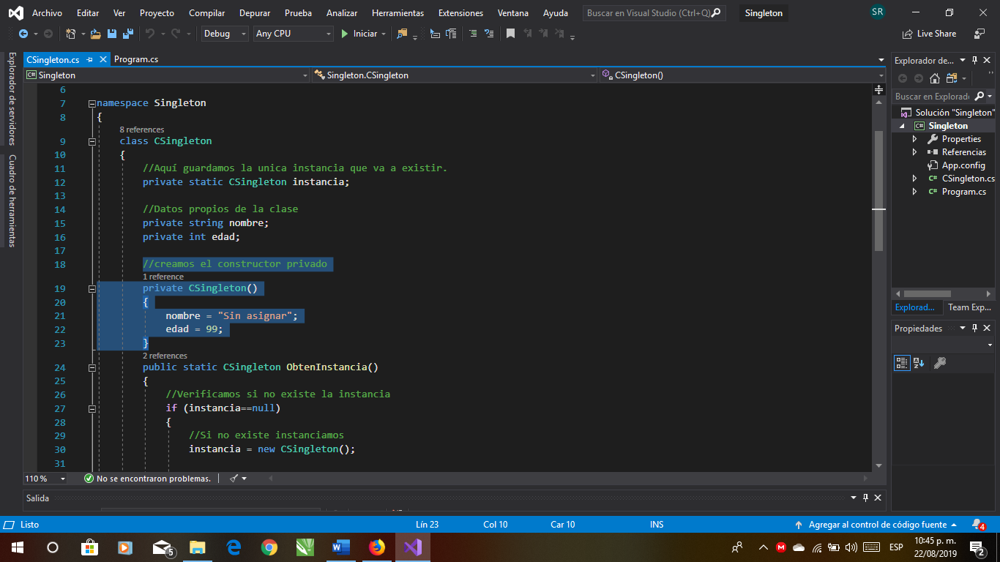 Archivo Editar Ver Proyecto Compilar Depurar Prueba Analizar Herramientas Extensiones Ventana Ayuda Buscar en Visual Studio (Ctrl+Q) Singleton SR
Debug Any CPU Iniciar Live Share
Explorador de servidores
Cuadro de herramientas
CSingleton.cs Program.cs
C# Singleton Singleton.CSingleton CSingleton()
6
7 namespace Singleton
8 {
8 references
9 class CSingleton
10 {
11 //Aquí guardamos la unica instancia que va a existir.
12 private static CSingleton instancia;
13
14 //Datos propios de la clase
15 private string nombre;
16 private int edad;
17
18 //creamos el constructor privado
1 reference
19 private CSingleton()
20 {
21 nombre = "Sin asignar";
22 edad = 99;
23 }
2 references
24 public static CSingleton ObtenInstancia()
25 {
26 //Verificamos si no existe la instancia
27 if (instancia==null)
28 {
29 //Si no existe instanciamos
30 instancia = new CSingleton();
31
110 % No se encontraron problemas.
Salida
Explorador de...
Buscar en Explorado
Solución "Singleton"
C# Singleton
Properties
Referencias
App.config
C# CSingleton.cs
C# Program.cs
Explorad... Team Exp...
Propiedades
Listo Lín 23 Col 10 Car 10 INS Agregar al control de código fuente 4
5 W ESP 10:45 p. m.
22/08/2019 2